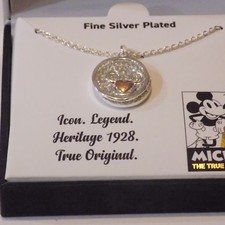 Fine Silver Plated
Icon. Legend.
Heritage 1928.
True Original.
MIC
THE TRUE